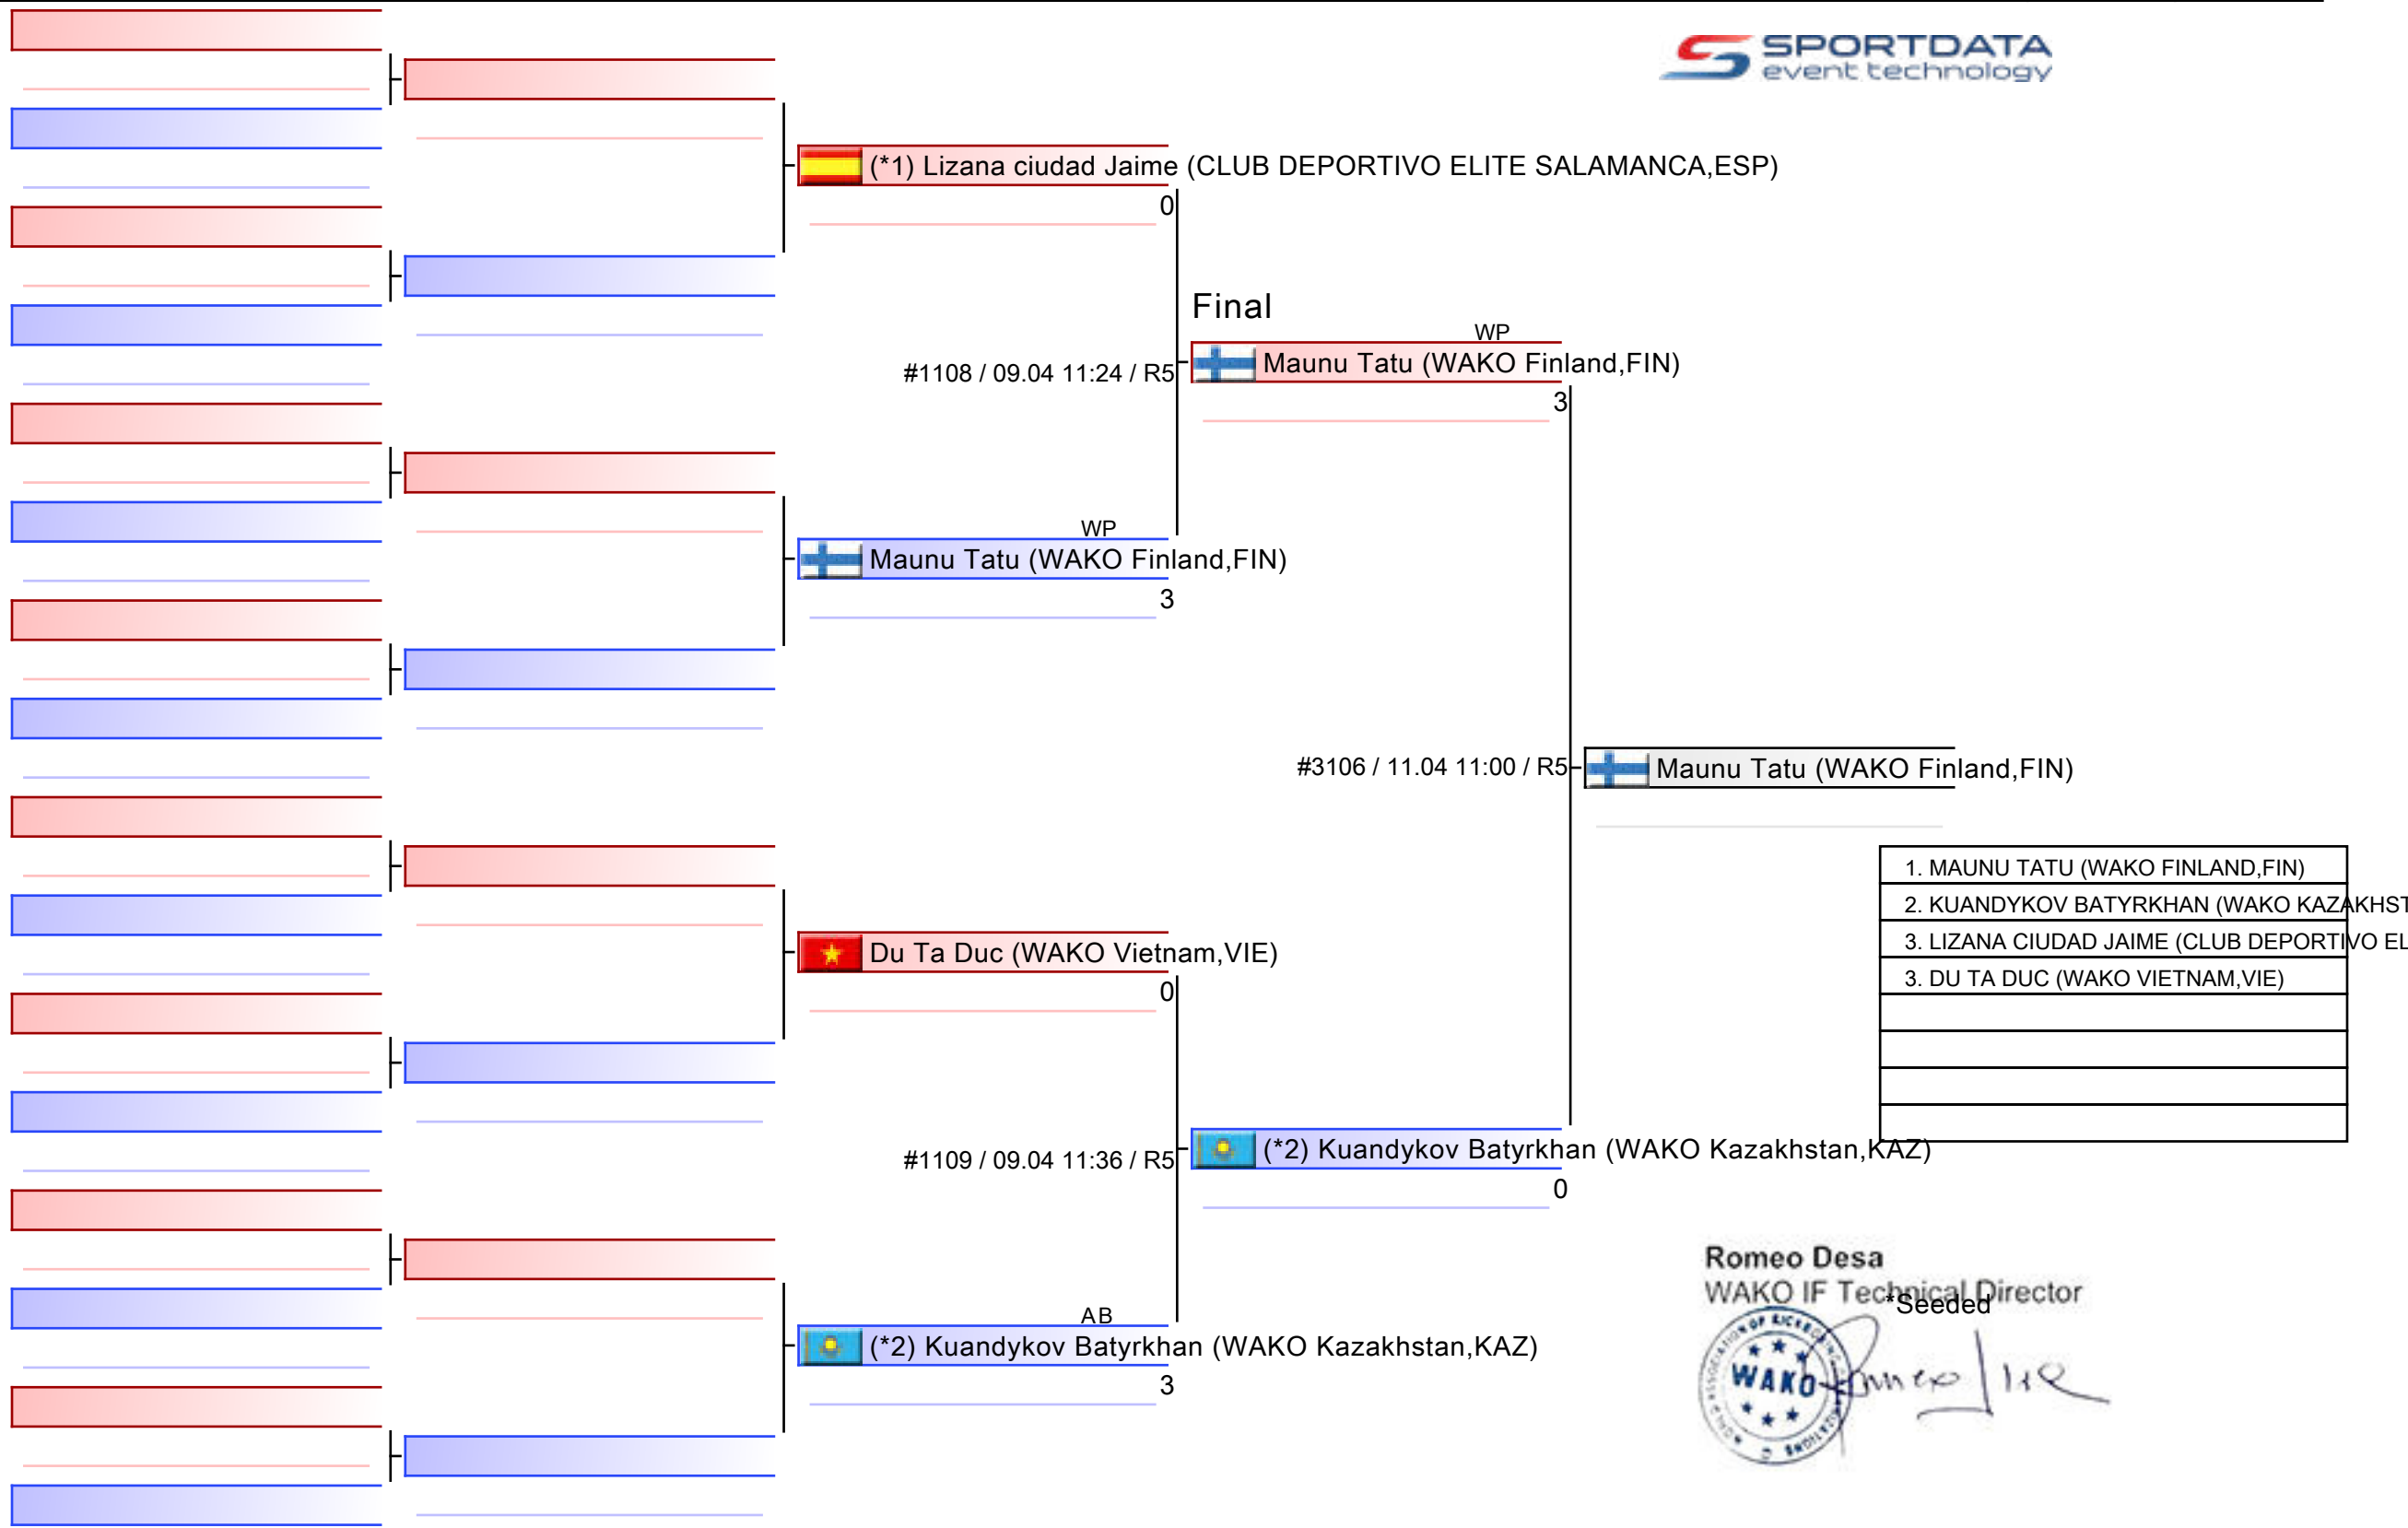 SPORTDATA
event technology
(*1) Lizana ciudad Jaime (CLUB DEPORTIVO ELITE SALAMANCA,ESP)
0
Final
WP
#1108 / 09.04 11:24 / R5
Maunu Tatu (WAKO Finland,FIN)
3
WP
Maunu Tatu (WAKO Finland,FIN)
3
#3106 / 11.04 11:00 / R5
Maunu Tatu (WAKO Finland,FIN)
1. MAUNU TATU (WAKO FINLAND,FIN)
2. KUANDYKOV BATYRKHAN (WAKO KAZAKHST
3. LIZANA CIUDAD JAIME (CLUB DEPORTIVO EL
3. DU TA DUC (WAKO VIETNAM,VIE)
Du Ta Duc (WAKO Vietnam,VIE)
0
#1109 / 09.04 11:36 / R5
(*2) Kuandykov Batyrkhan (WAKO Kazakhstan,KAZ)
0
AB
(*2) Kuandykov Batyrkhan (WAKO Kazakhstan,KAZ)
3
Romeo Desa
WAKO IF Technical Director
*Seeded
WAKO